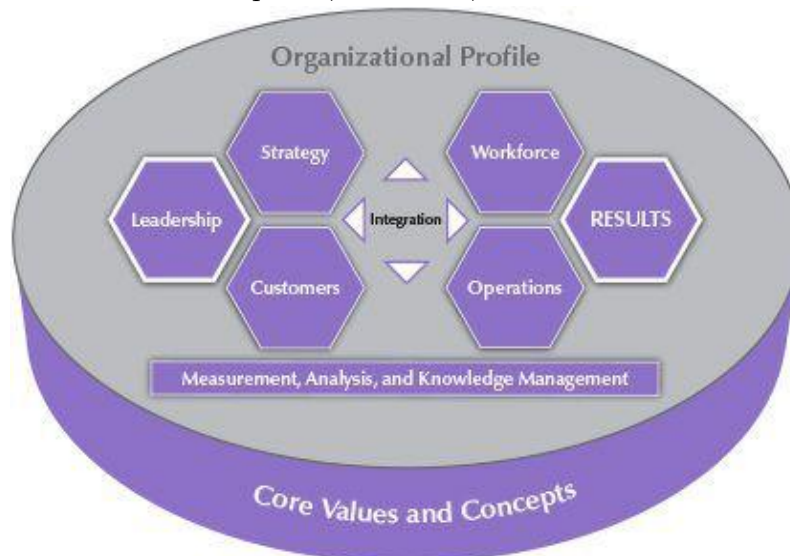 Organizational Profile
Strategy
Workforce
Leadership
Integration
RESULTS
Customers
Operations
Measurement, Analysis, and Knowledge Management
Core Values and Concepts